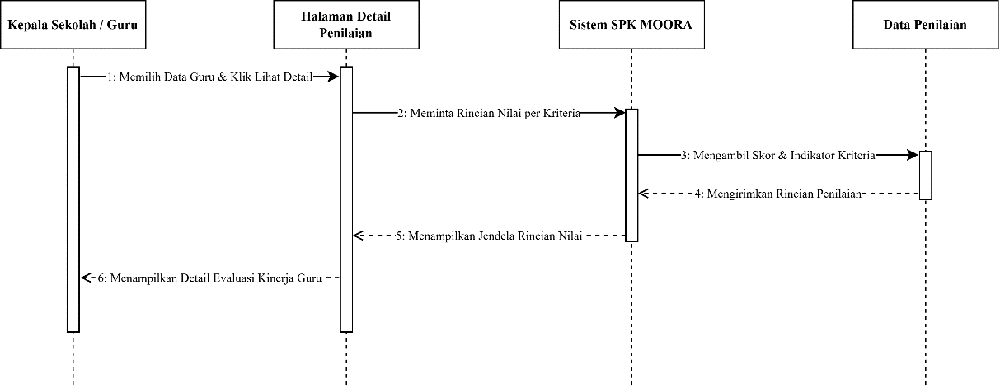 Kepala Sekolah / Guru
Halaman Detail
Penilaian
Sistem SPK MOORA
Data Penilaian
1: Memilih Data Guru & Klik Lihat Detail
2: Meminta Rincian Nilai per Kriteria
3: Mengambil Skor & Indikator Kriteria
4: Mengirimkan Rincian Penilaian
5: Menampilkan Jendela Rincian Nilai
6: Menampilkan Detail Evaluasi Kinerja Guru